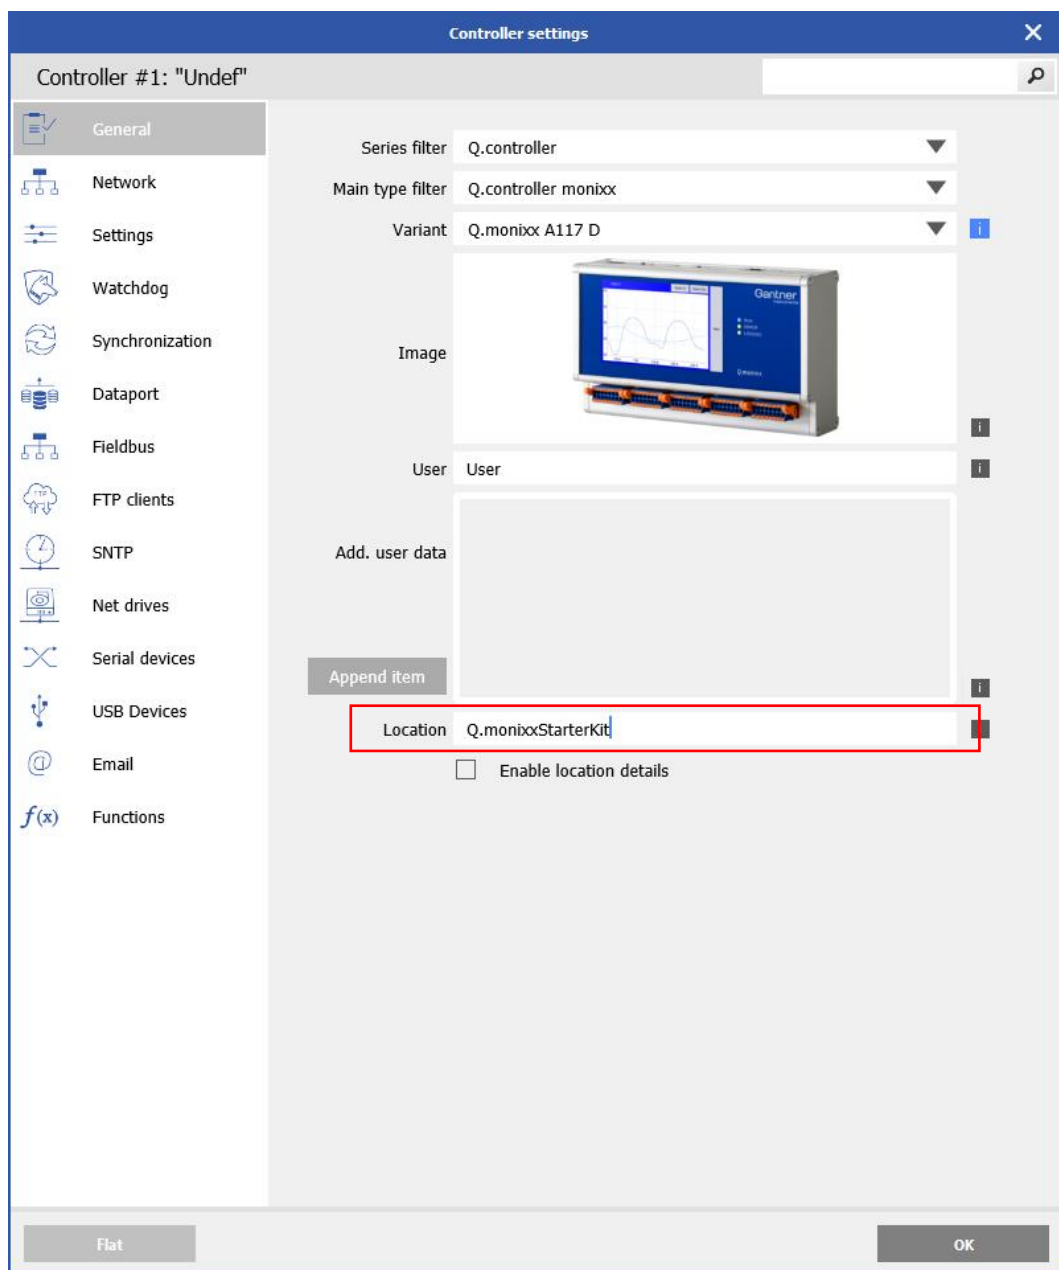 Controller settings
Controller #1: "Undef"
General
Network
Settings
Watchdog
Synchronization
Dataport
Fieldbus
FTP clients
SNTP
Net drives
Serial devices
USB Devices
Email
f(x) Functions
Series filter Q.controller
Main type filter Q.controller monixx
Variant Q.monixx A117 D
i
Image
Gantner
i
User User
i
Add. user data
Append item
i
Location Q.monixxStarterKit
Enable location details
Flat
OK